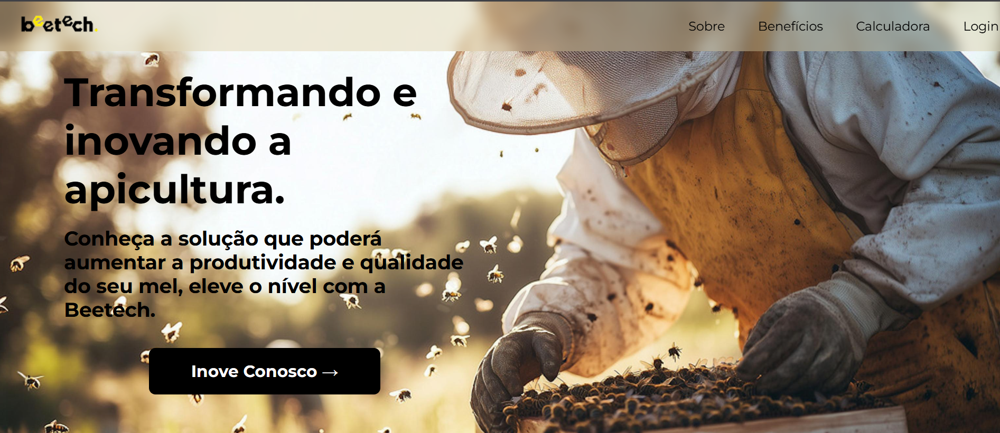 beetech.
Sobre Benefícios Calculadora Login
Transformando e
inovando a
apicultura.
Conheça a solução que poderá
aumentar a produtividade e qualidade
do seu mel, eleve o nível com a
Beetech.
Inove Conosco →